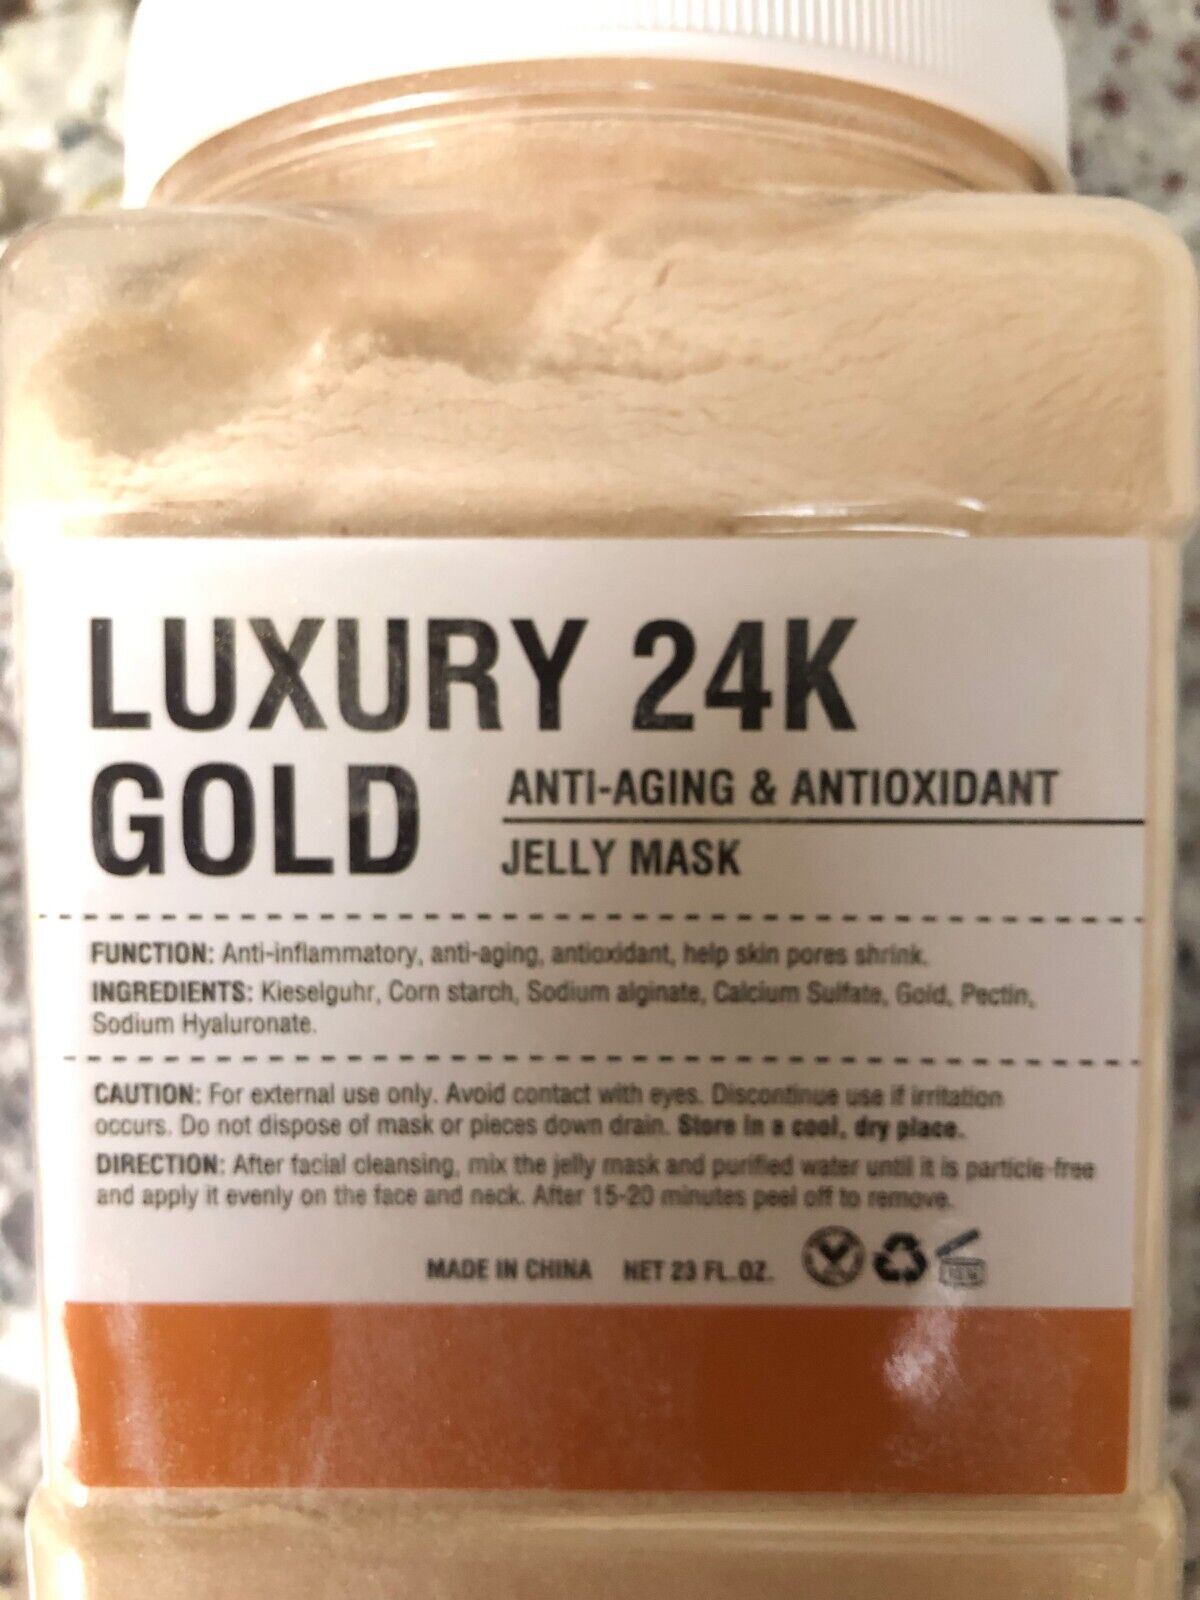 LUXURY 24K
GOLD
ANTI-AGING & ANTIOXIDANT
JELLY MASK
FUNCTION: Anti-inflammatory, anti-aging, antioxidant, help skin pores shrink.
INGREDIENTS: Kieselguhr, Corn starch, Sodium alginate, Calcium Sulfate, Gold, Pectin,
Sodium Hyaluronate.
CAUTION: For external use only. Avoid contact with eyes. Discontinue use if irritation
occurs. Do not dispose of mask or pieces down drain. Store in a cool, dry place.
DIRECTION: After facial cleansing, mix the jelly mask and purified water until it is particle-free
and apply it evenly on the face and neck. After 15-20 minutes peel off to remove.
MADE IN CHINA NET 23 FL.OZ.